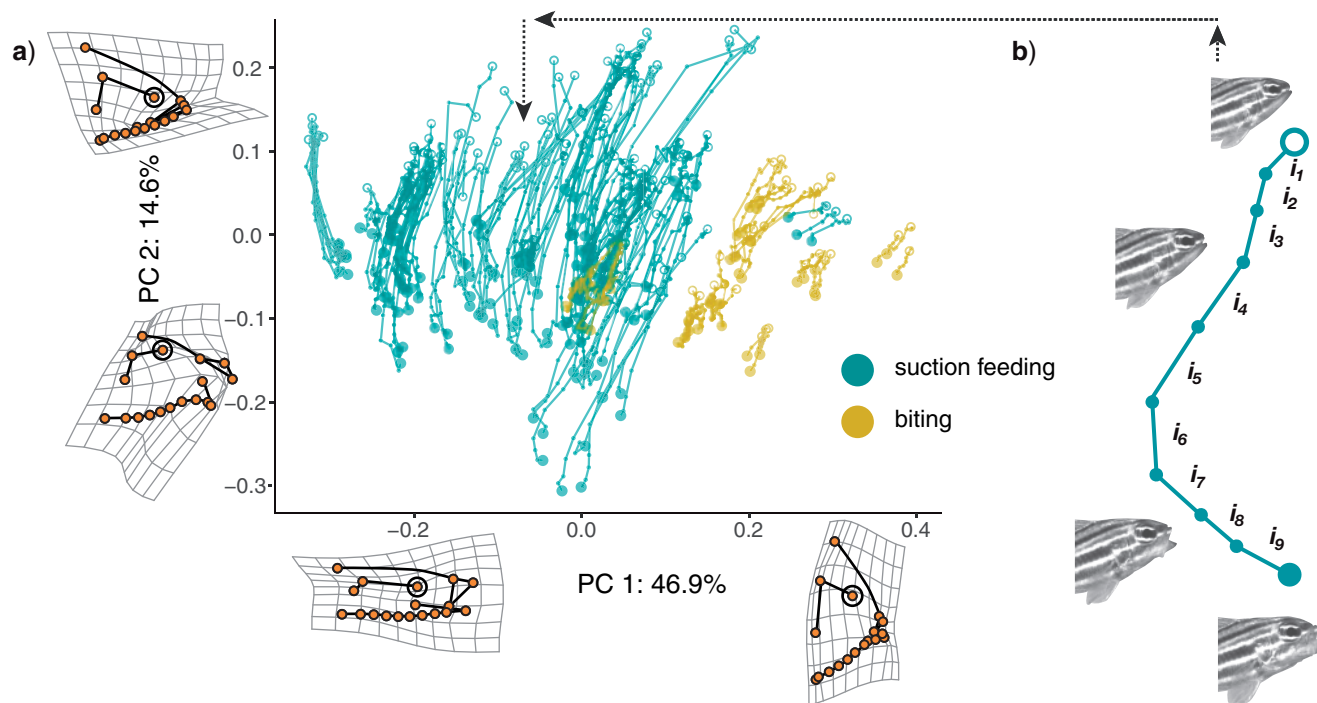 a)
b)
PC 2: 14.6%
0.2
0.1
0.0
−0.1
−0.2
−0.3
suction feeding
biting
−0.2
0.0
0.2
0.4
PC 1: 46.9%
i1
i2
i3
i4
i5
i6
i7
i8
i9